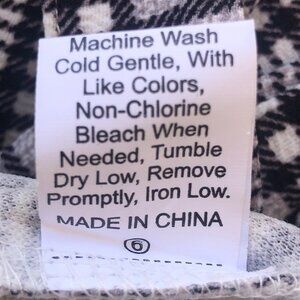 Machine Wash
Cold Gentle, With
Like Colors,
Non-Chlorine
Bleach When
Needed, Tumble
Dry Low, Remove
Promptly, Iron Low.
MADE IN CHINA